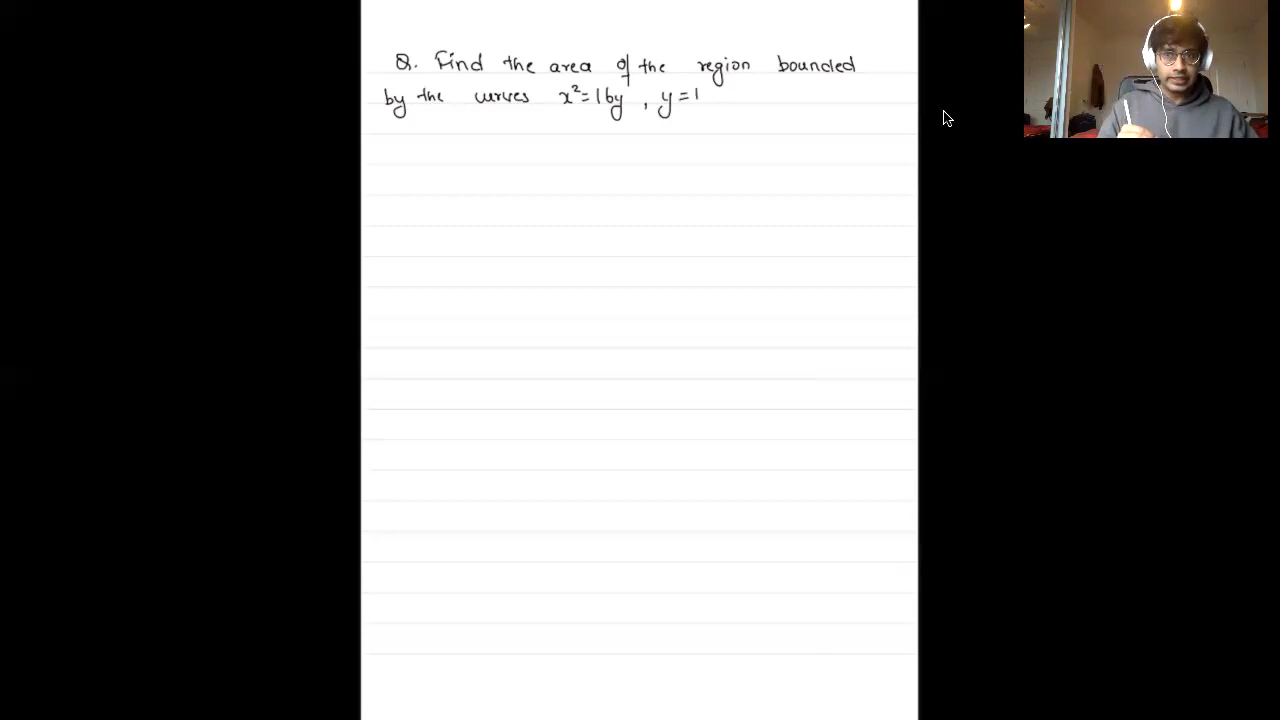 Q. Find the area of the region bounded
by the curves x²=16y , y=1